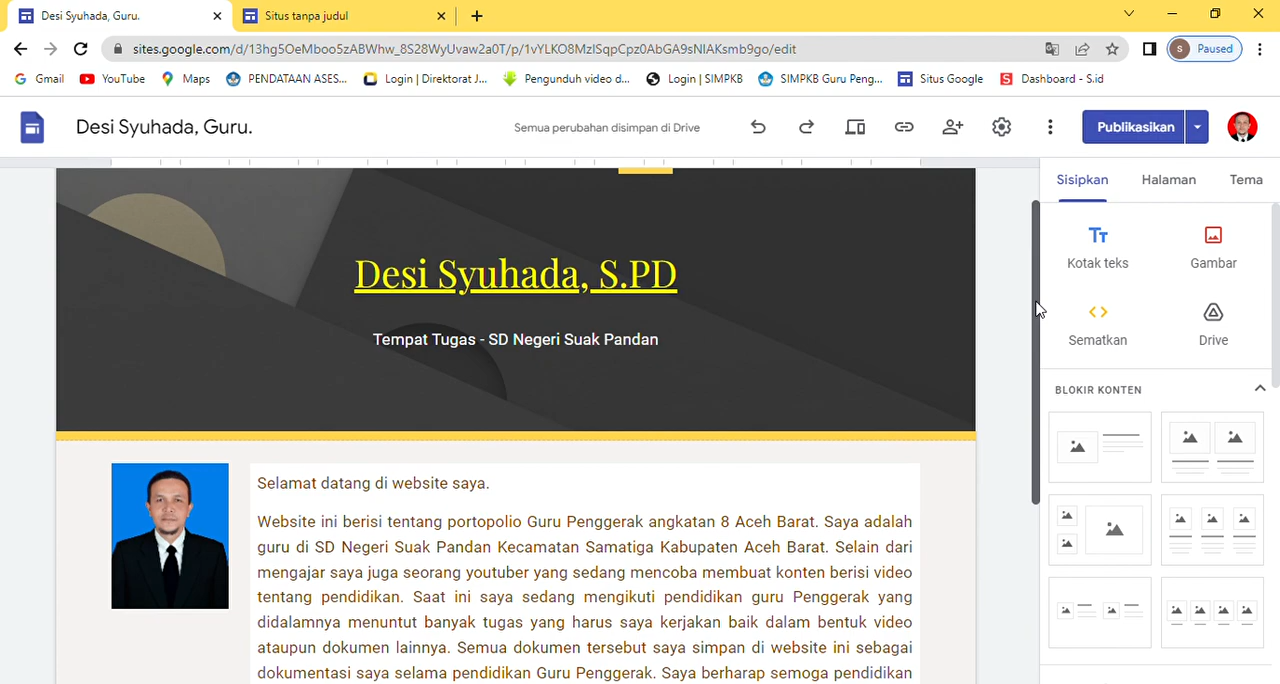 Desi Syuhada, Guru.
Situs tanpa judul
sites.google.com/d/13hg5OeMboo5zABWhw_8S28WyUvaw2a0T/p/1vYLKO8MzISqpCpz0AbGA9sNIAKsmb9go/edit
S Paused
Gmail
YouTube
Maps
PENDATAAN ASES...
Login | Direktorat J...
Pengunduh video d...
Login | SIMPKB
SIMPKB Guru Peng...
Situs Google
S Dashboard - S.id
Desi Syuhada, Guru.
Semua perubahan disimpan di Drive
Publikasikan
Sisipkan
Halaman
Tema
Desi Syuhada, S.PD
Tempat Tugas - SD Negeri Suak Pandan
Tт
Kotak teks
Gambar
Sematkan
Drive
BLOKIR KONTEN
Selamat datang di website saya.
Website ini berisi tentang portopolio Guru Penggerak angkatan 8 Aceh Barat. Saya adalah
guru di SD Negeri Suak Pandan Kecamatan Samatiga Kabupaten Aceh Barat. Selain dari
mengajar saya juga seorang youtuber yang sedang mencoba membuat konten berisi video
tentang pendidikan. Saat ini saya sedang mengikuti pendidikan guru Penggerak yang
didalamnya menuntut banyak tugas yang harus saya kerjakan baik dalam bentuk video
ataupun dokumen lainnya. Semua dokumen tersebut saya simpan di website ini sebagai
dokumentasi saya selama pendidikan Guru Penggerak. Saya berharap semoga pendidikan